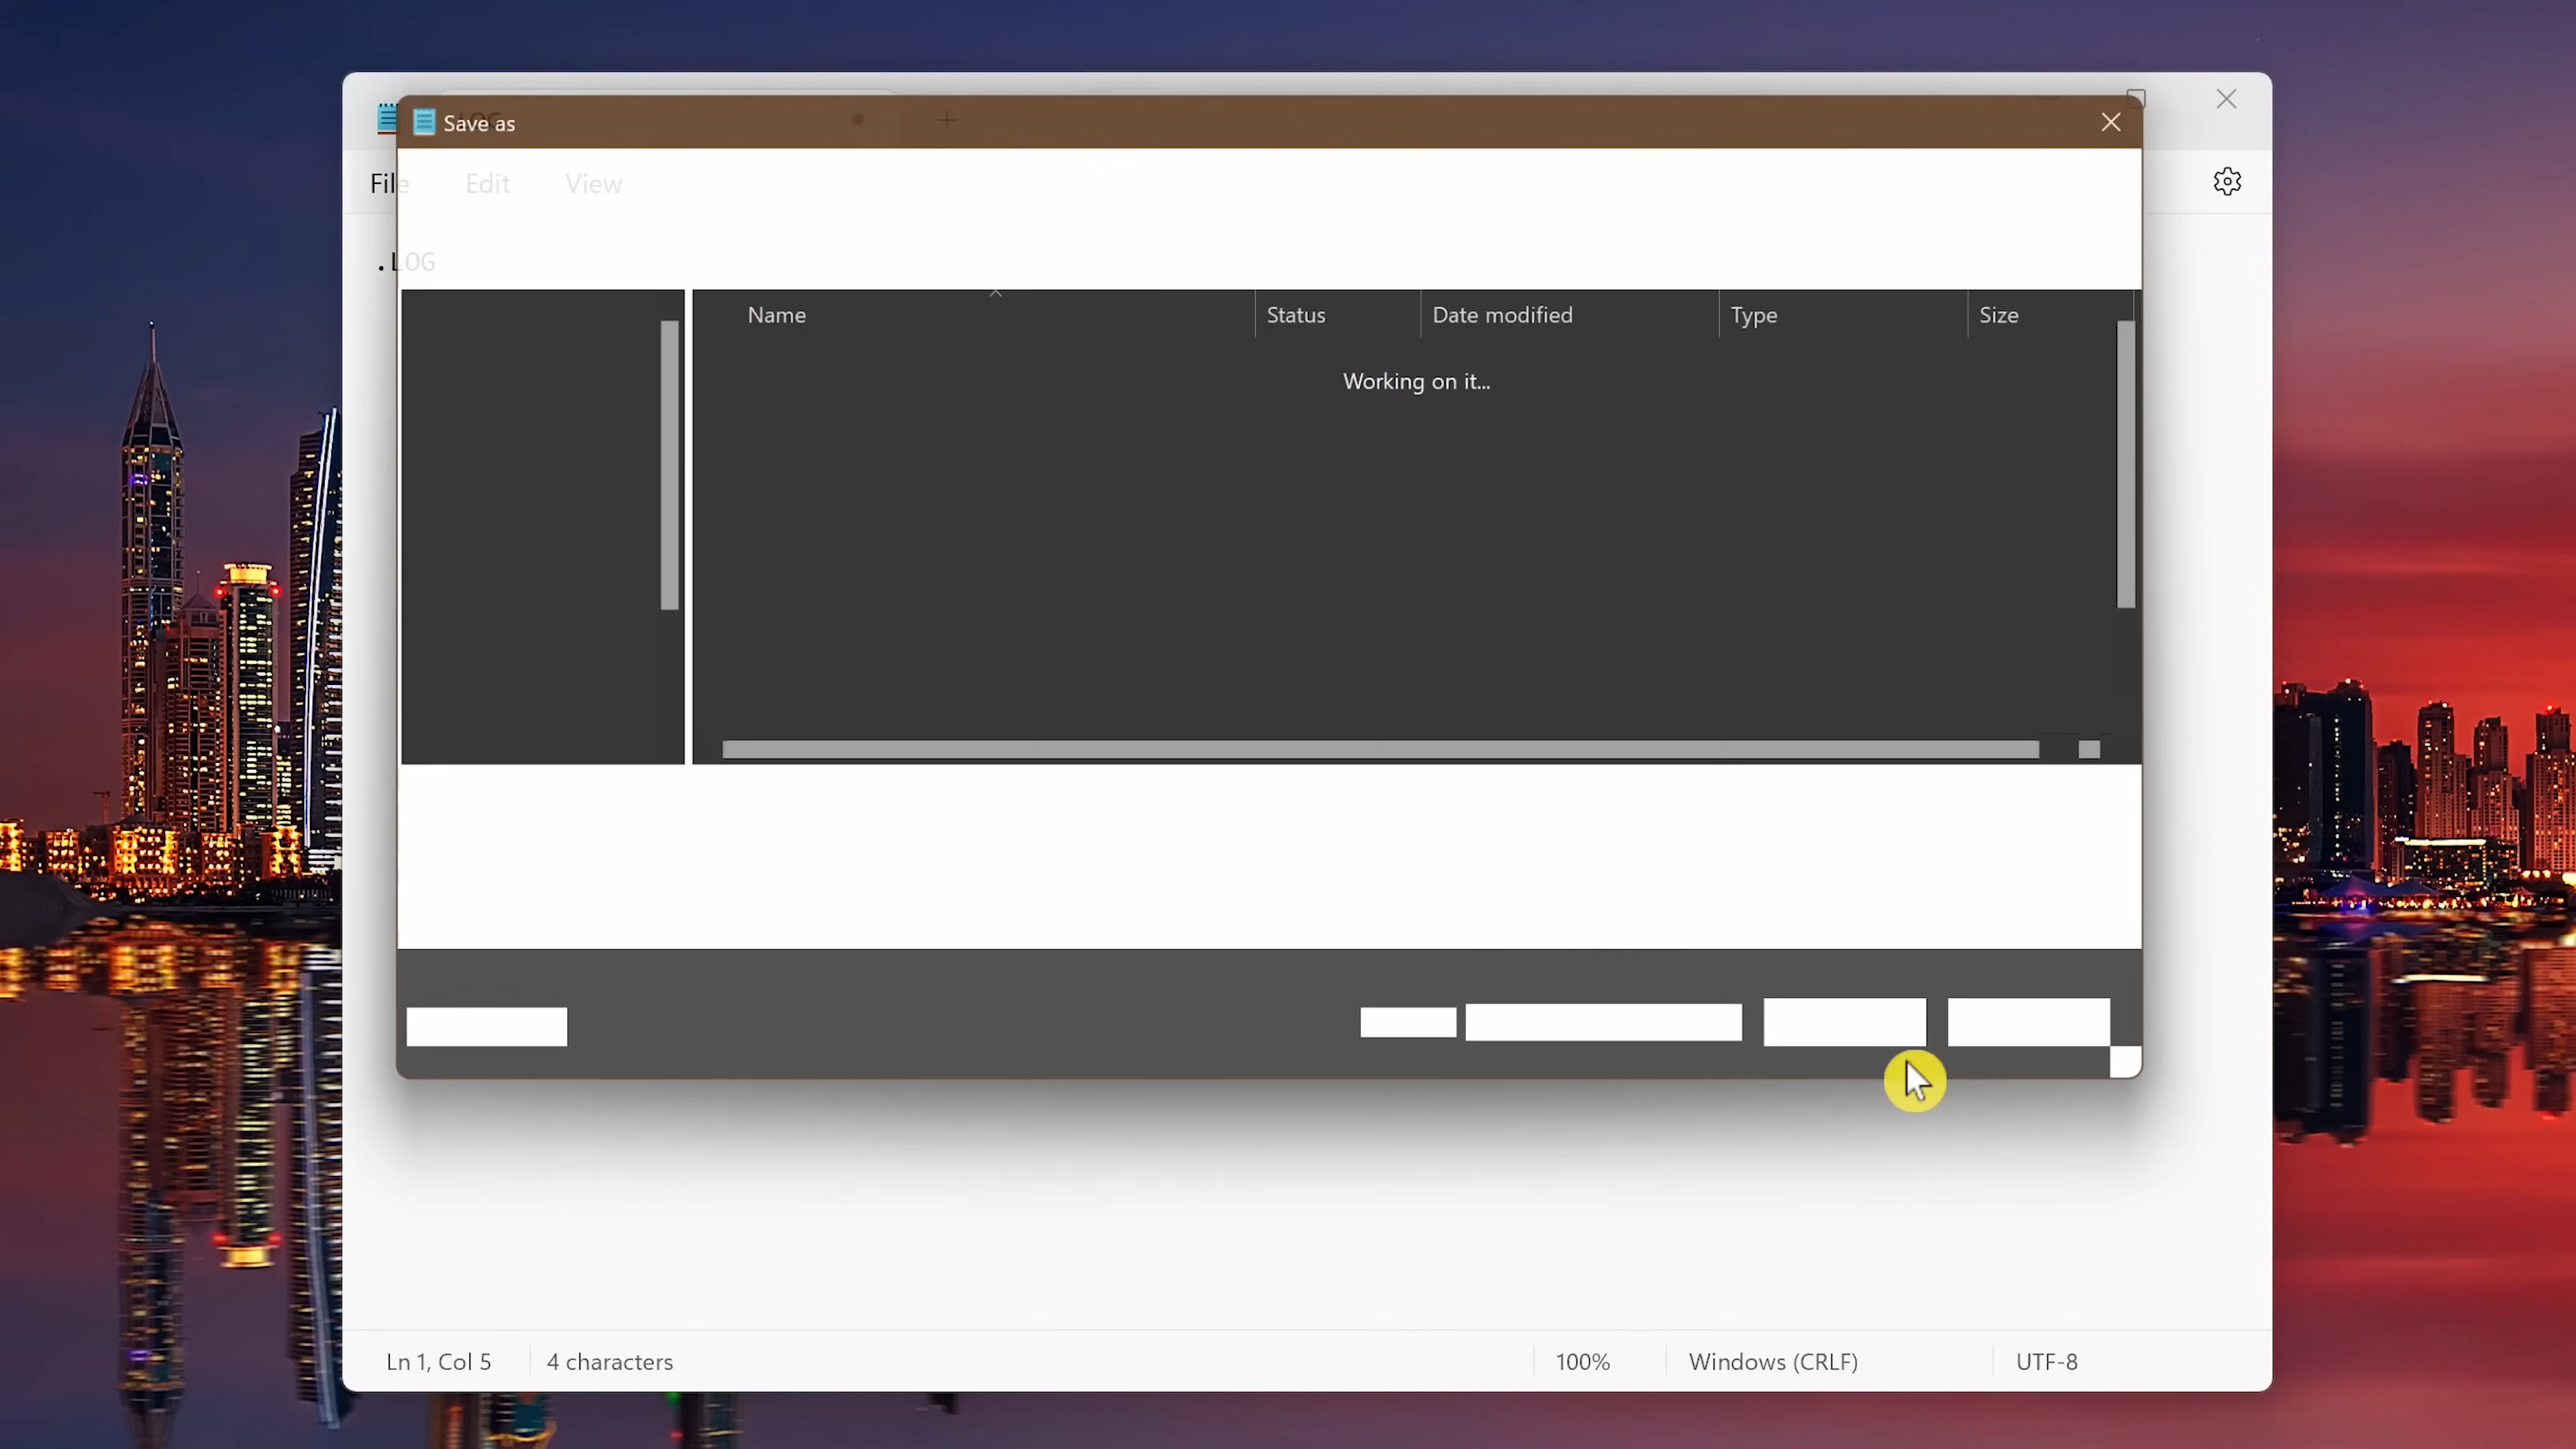 Save as
File Edit View
.LOG
Name Status Date modified Type Size
Working on it...
Ln 1, Col 5 4 characters 100% Windows (CRLF) UTF-8